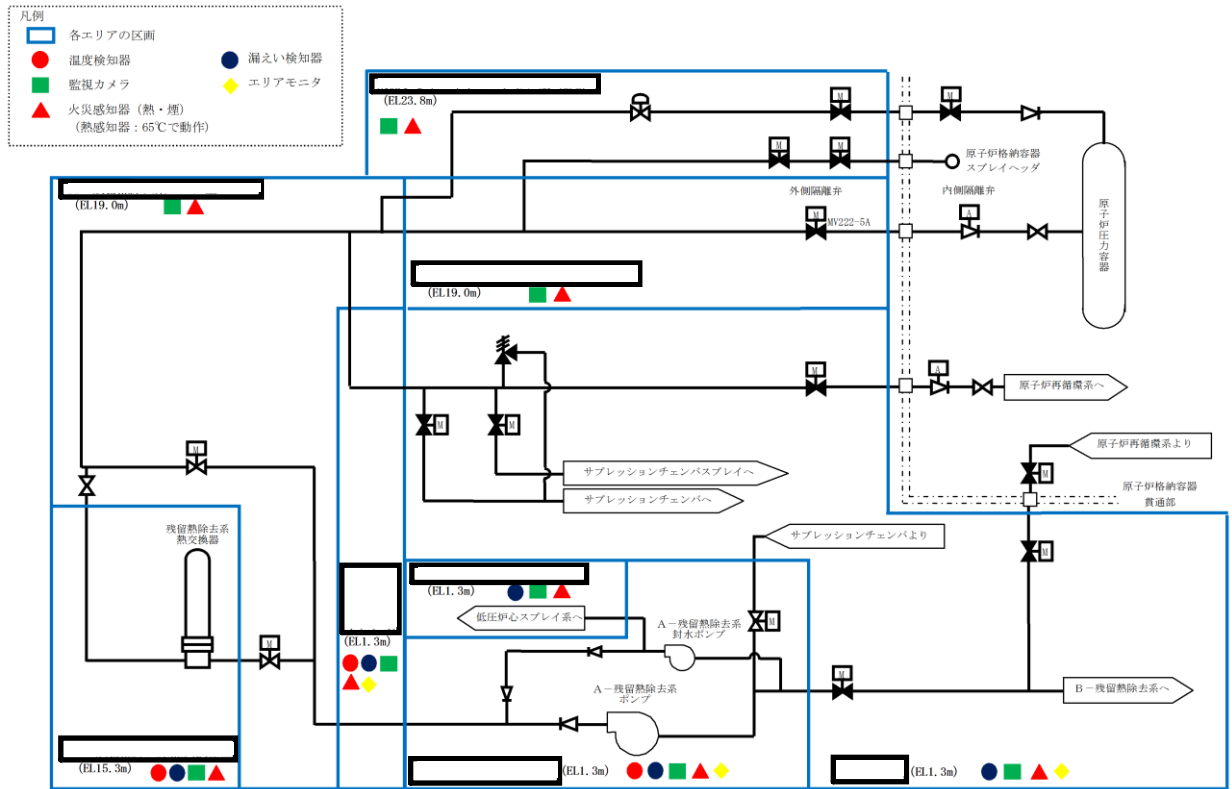 凡例
各エリアの区画
温度検知器
漏えい検知器
監視カメラ
エリアモニタ
火災感知器（熱・煙）
（熱感知器：65℃で動作）
(EL23.8m)
M
M
M
M
原子炉格納容器
スプレイヘッダ
(EL19.0m)
外側隔離弁
内側隔離弁
M
MV222-5A
A
原子炉圧力容器
(EL19.0m)
M
A
原子炉再循環系へ
M
M
M
原子炉再循環系より
サプレッションチェンバスプレイへ
M
サプレッションチェンバへ
原子炉格納容器
貫通部
残留熱除去系
熱交換器
サプレッションチェンバより
M
(EL1.3m)
低圧炉心スプレイ系へ
A－残留熱除去系
封水ポンプ
M
(EL1.3m)
M
M
A－残留熱除去系
ポンプ
B－残留熱除去系へ
(EL15.3m)
(EL1.3m)
(EL1.3m)